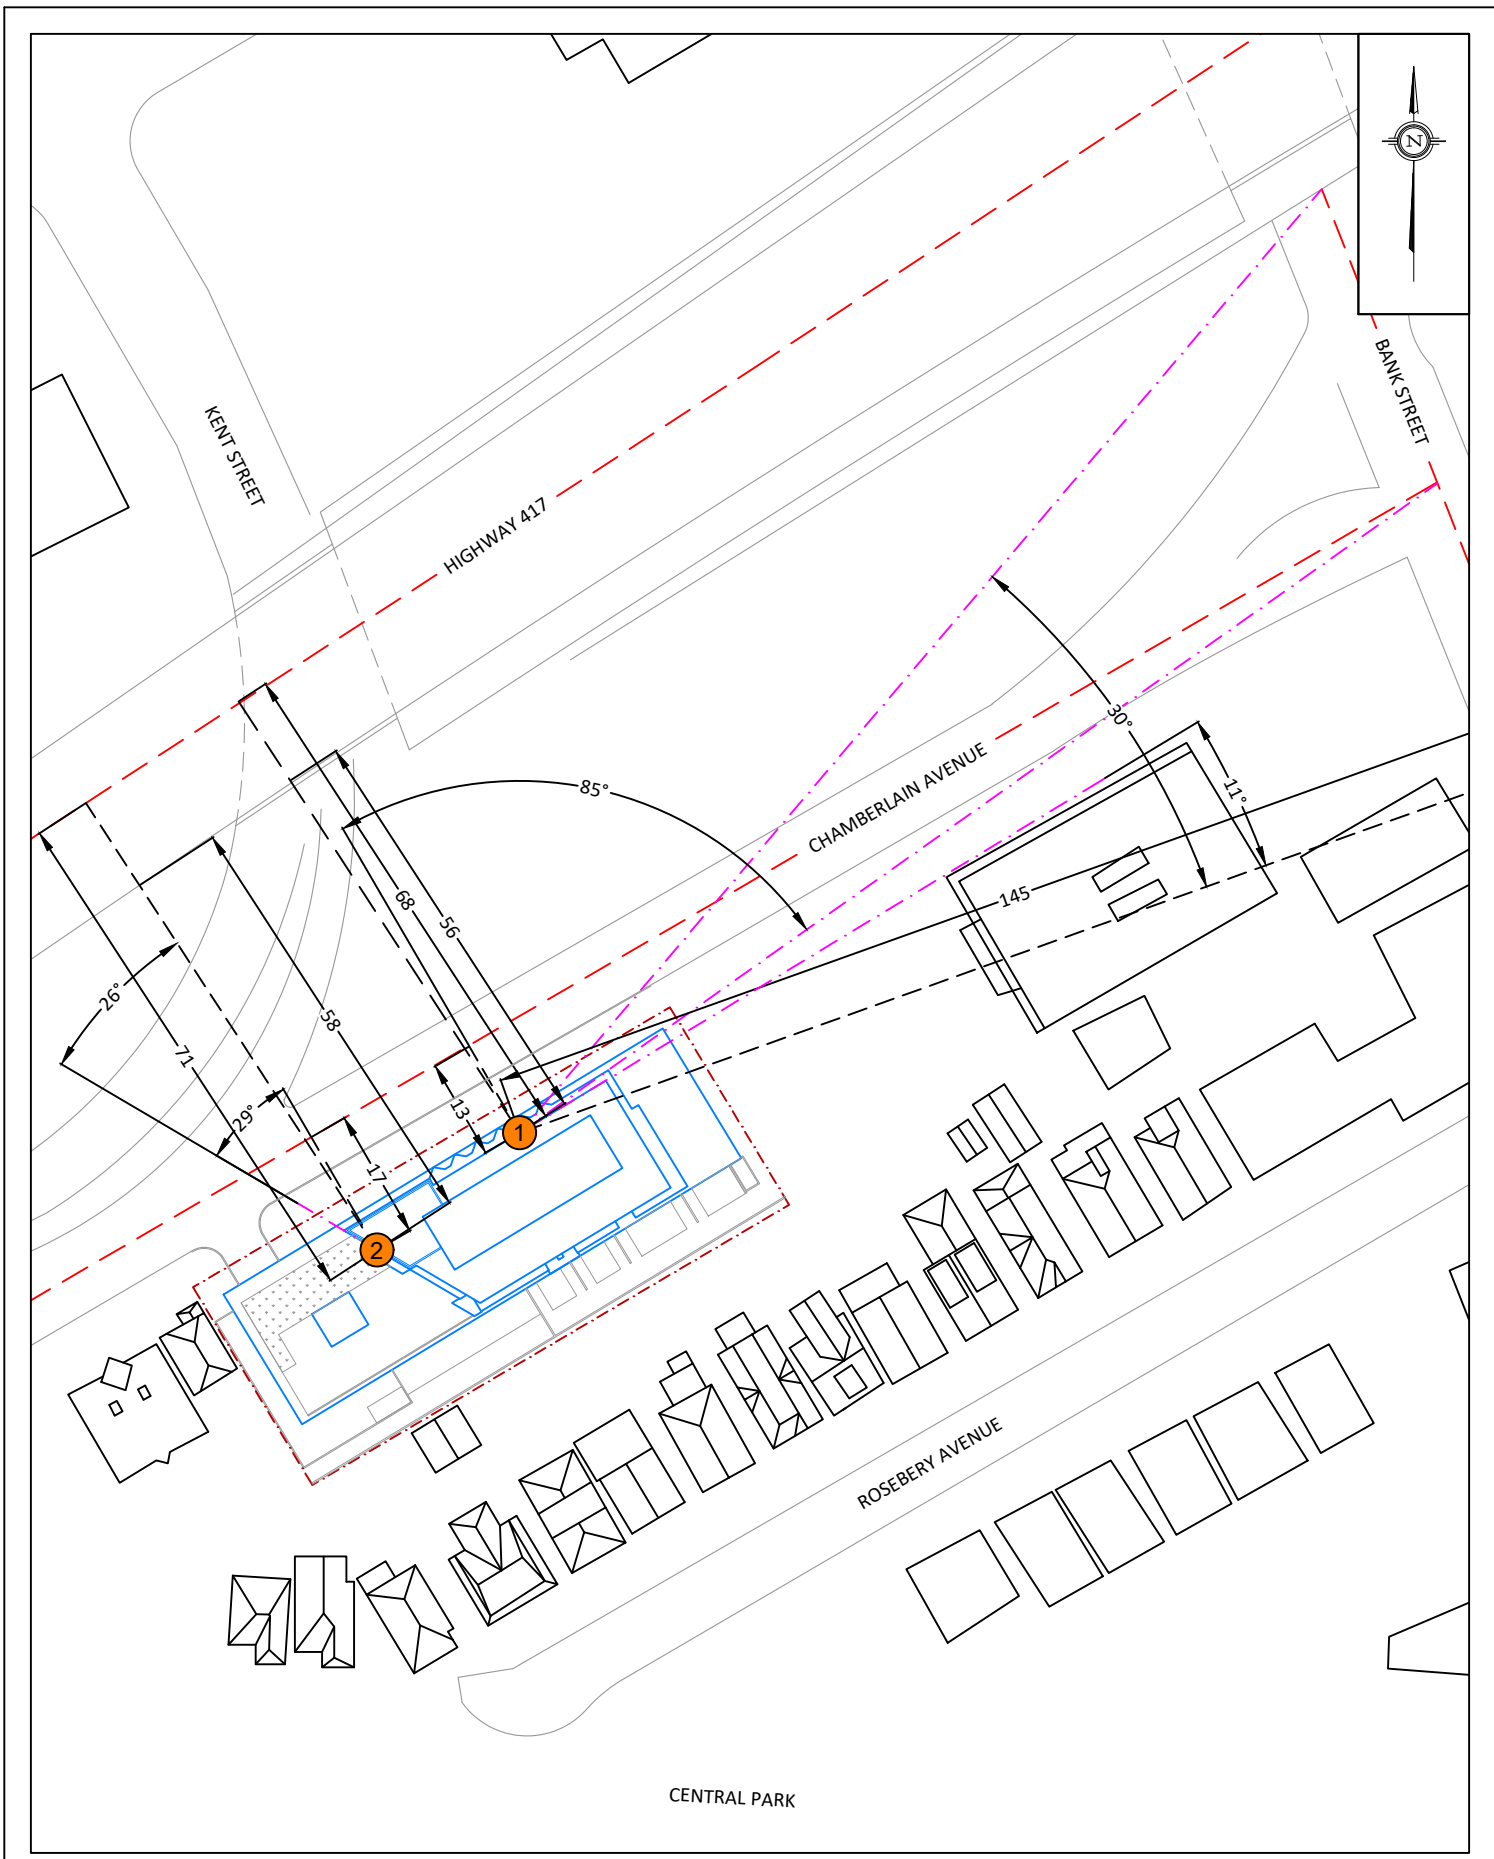 N
BANK STREET
KENT STREET
HIGHWAY 417
30°
CHAMBERLAIN AVENUE
85°
11°
145
68
56
26°
58
71
13
29°
1
17
2
ROSEBERY AVENUE
CENTRAL PARK